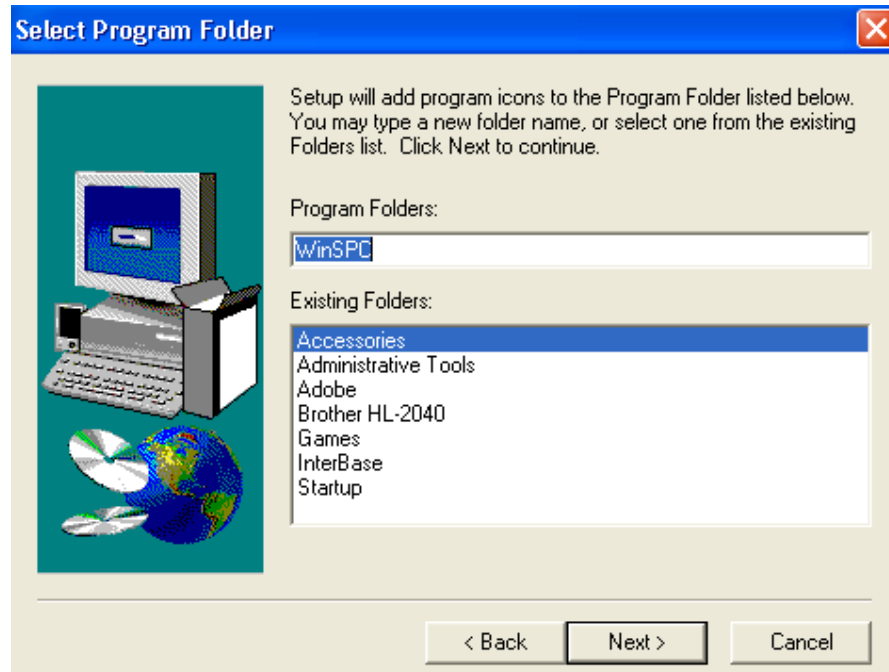 Select Program Folder
Setup will add program icons to the Program Folder listed below.
You may type a new folder name, or select one from the existing
Folders list. Click Next to continue.
Program Folders:
WinSPC
Existing Folders:
Accessories
Administrative Tools
Adobe
Brother HL-2040
Games
InterBase
Startup
< Back Next > Cancel